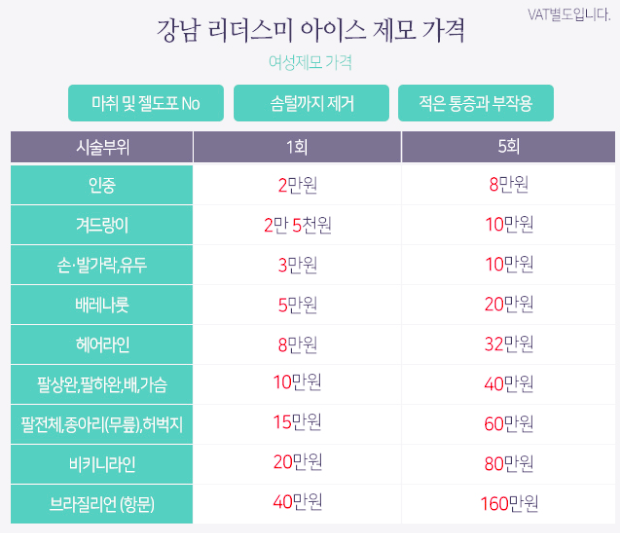 VAT별도입니다.
강남 리더스미 아이스 제모 가격
여성제모 가격
마취 및 젤도포 No 솜털까지 제거 적은 통증과 부작용
시술부위 1회 5회
인중 2만원 8만원
겨드랑이 2만 5천원 10만원
손·발가락,유두 3만원 10만원
배레나룻 5만원 20만원
헤어라인 8만원 32만원
팔상완,팔하완,배,가슴 10만원 40만원
팔전체,종아리(무릎),허벅지 15만원 60만원
비키니라인 20만원 80만원
브라질리언 (항문) 40만원 160만원